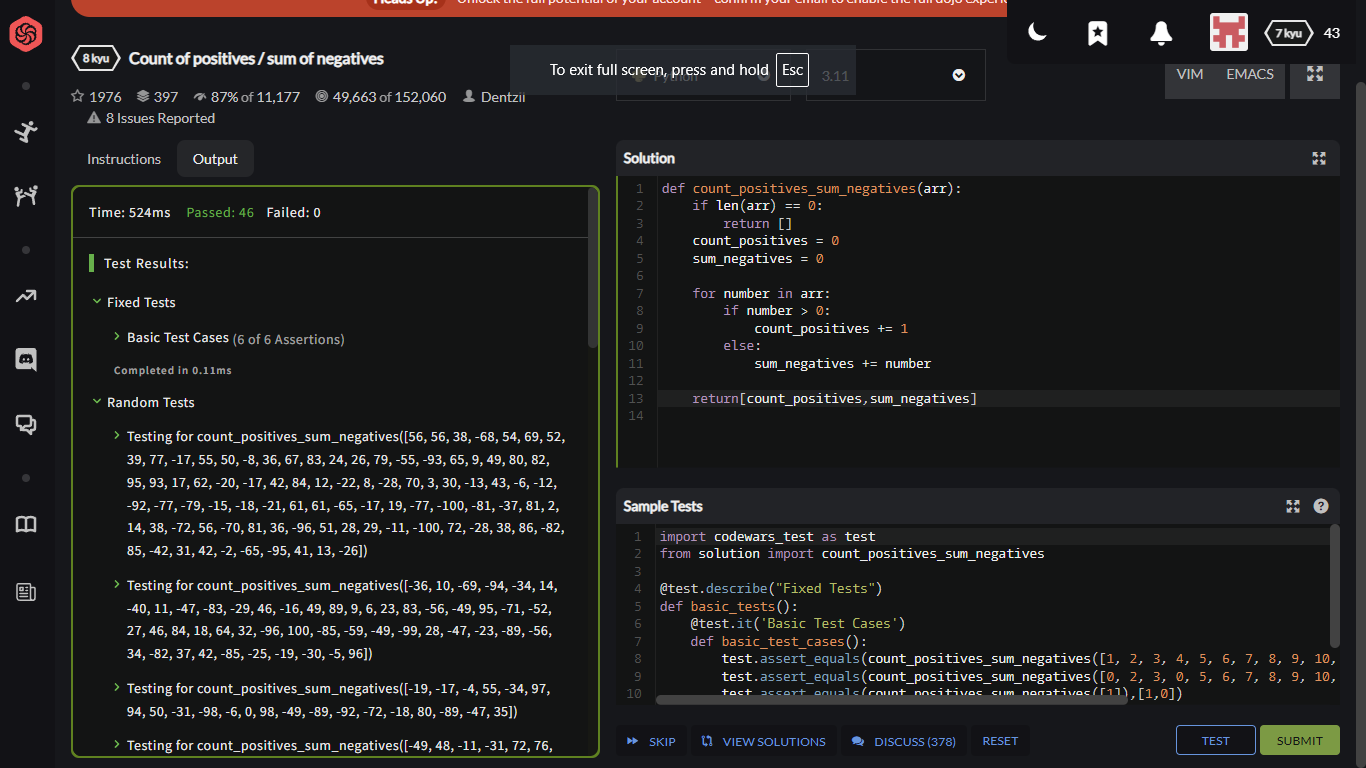 Heads Up! Unlock the full potential of your account - confirm your email to enable the full dojo
7 kyu 43
8 kyu Count of positives / sum of negatives
To exit full screen, press and hold Esc
3.11
VIM EMACS
1976 397 87% of 11,177 49,663 of 152,060 Dentzii
8 Issues Reported
Instructions Output
Time: 524ms Passed: 46 Failed: 0
Test Results:
Fixed Tests
Basic Test Cases (6 of 6 Assertions)
Completed in 0.11ms
Random Tests
Testing for count_positives_sum_negatives([56, 56, 38, -68, 54, 69, 52,
39, 77, -17, 55, 50, -8, 36, 67, 83, 24, 26, 79, -55, -93, 65, 9, 49, 80, 82,
95, 93, 17, 62, -20, -17, 42, 84, 12, -22, 8, -28, 70, 3, 30, -13, 43, -6, -12,
-92, -77, -79, -15, -18, -21, 61, 61, -65, -17, 19, -77, -100, -81, -37, 81, 2,
14, 38, -72, 56, -70, 81, 36, -96, 51, 28, 29, -11, -100, 72, -28, 38, 86, -82,
85, -42, 31, 42, -2, -65, -95, 41, 13, -26])
Testing for count_positives_sum_negatives([-36, 10, -69, -94, -34, 14,
-40, 11, -47, -83, -29, 46, -16, 49, 89, 9, 6, 23, 83, -56, -49, 95, -71, -52,
27, 46, 84, 18, 64, 32, -96, 100, -85, -59, -49, -99, 28, -47, -23, -89, -56,
34, -82, 37, 42, -85, -25, -19, -30, -5, 96])
Testing for count_positives_sum_negatives([-19, -17, -4, 55, -34, 97,
94, 50, -31, -98, -6, 0, 98, -49, -89, -92, -72, -18, 80, -89, -47, 35])
Testing for count_positives_sum_negatives([-49, 48, -11, -31, 72, 76,
Solution
1 def count_positives_sum_negatives(arr):
2 if len(arr) == 0:
3 return []
4 count_positives = 0
5 sum_negatives = 0
6
7 for number in arr:
8 if number > 0:
9 count_positives += 1
10 else:
11 sum_negatives += number
12
13 return[count_positives,sum_negatives]
14
Sample Tests
1 import codewars_test as test
2 from solution import count_positives_sum_negatives
3
4 @test.describe("Fixed Tests")
5 def basic_tests():
6 @test.it('Basic Test Cases')
7 def basic_test_cases():
8 test.assert_equals(count_positives_sum_negatives([1, 2, 3, 4, 5, 6, 7, 8, 9, 10,
9 test.assert_equals(count_positives_sum_negatives([0, 2, 3, 0, 5, 6, 7, 8, 9, 10,
10 test.assert_equals(count_positives_sum_negatives([1]),[1,0])
SKIP VIEW SOLUTIONS DISCUSS (378) RESET TEST SUBMIT